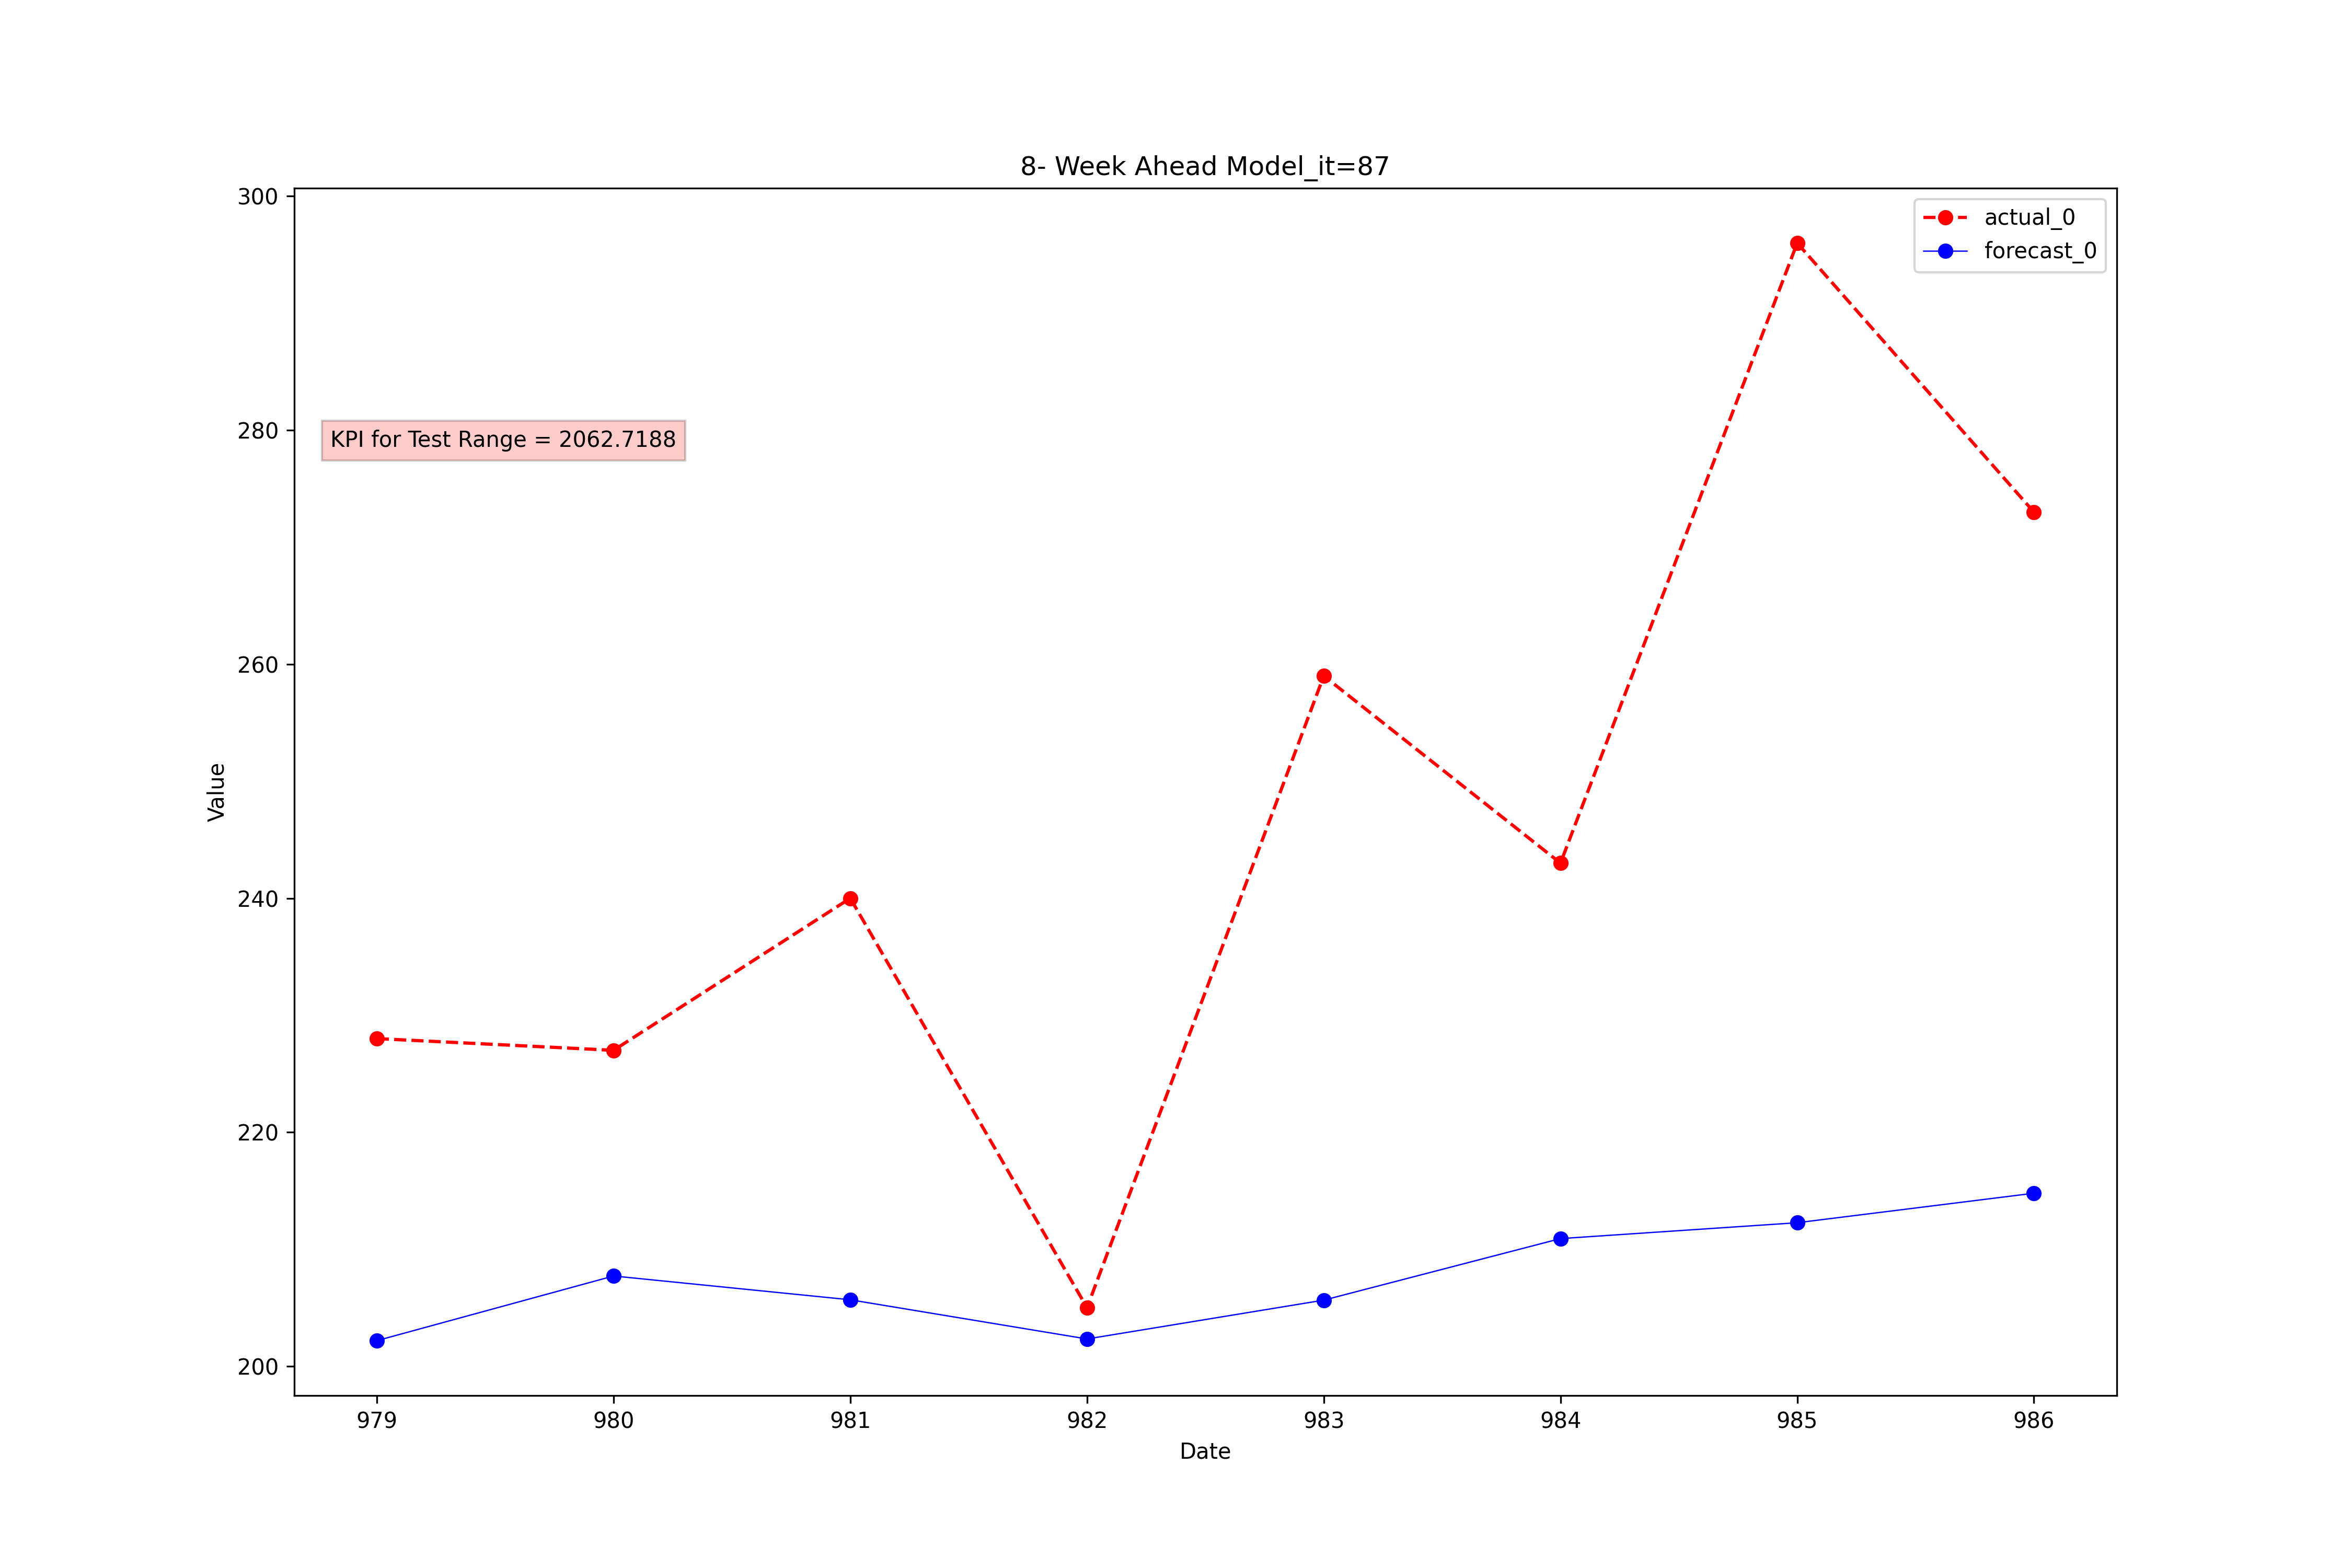 8- Week Ahead Model_it=87
300
280
260
240
220
200
Value
KPI for Test Range = 2062.7188
actual_0
forecast_0
979 980 981 982 983 984 985 986
Date